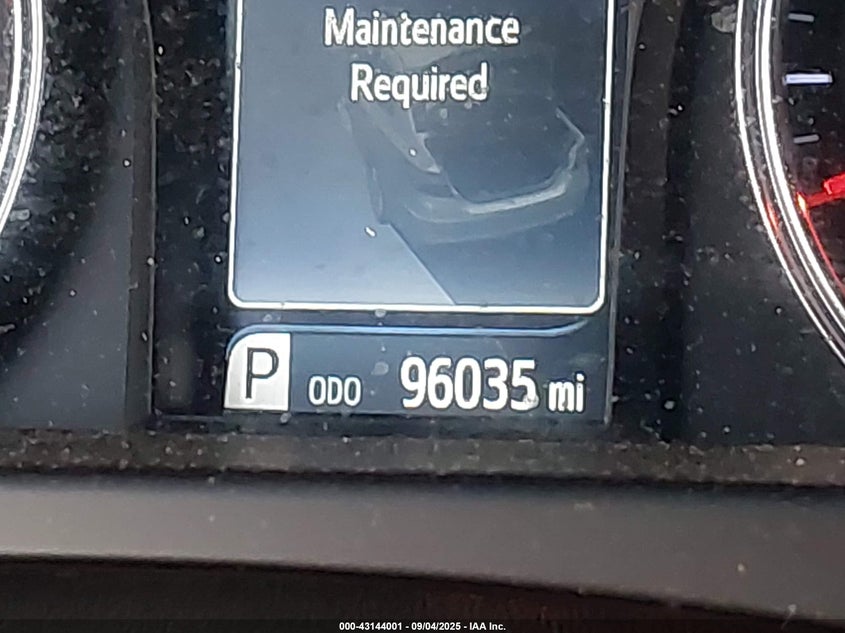 Maintenance
Required
P ODO 96035 mi
000-43144001 - 09/04/2025 - IAA Inc.